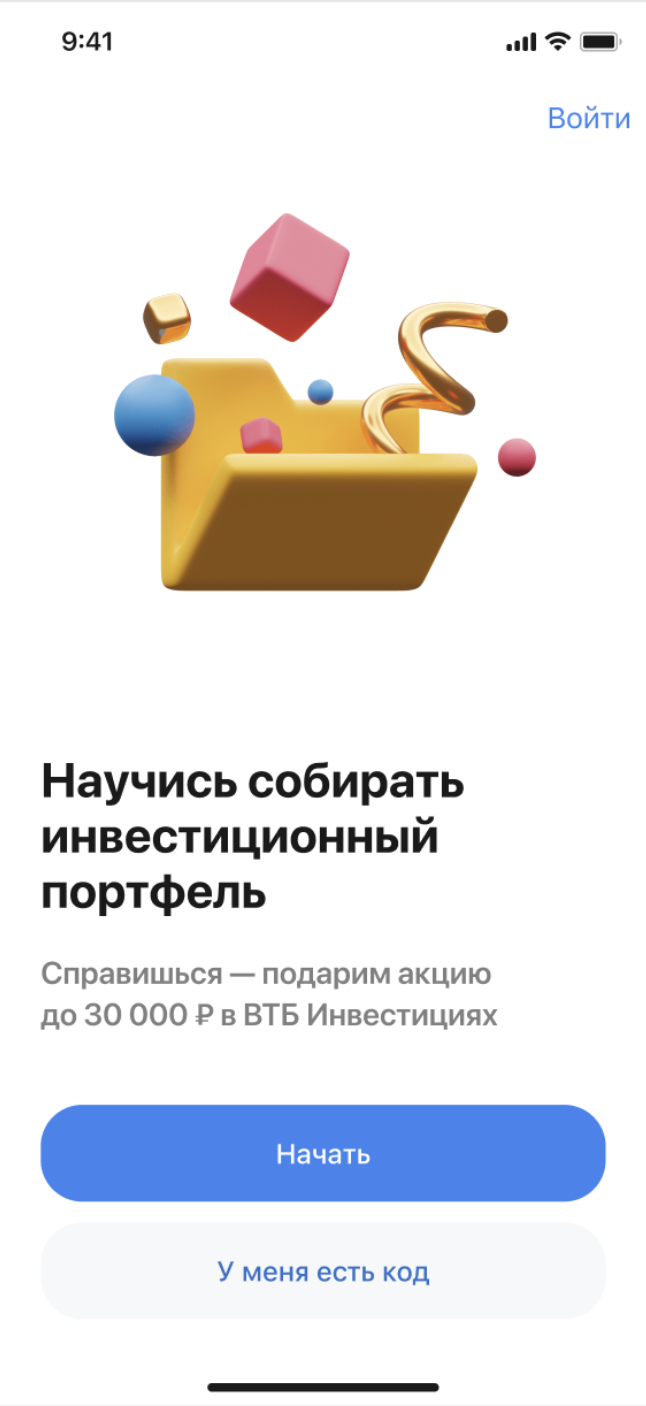 9:41
Войти
Научись собирать
инвестиционный
портфель
Справишься — подарим акцию
до 30 000 ₽ в ВТБ Инвестициях
Начать
У меня есть код